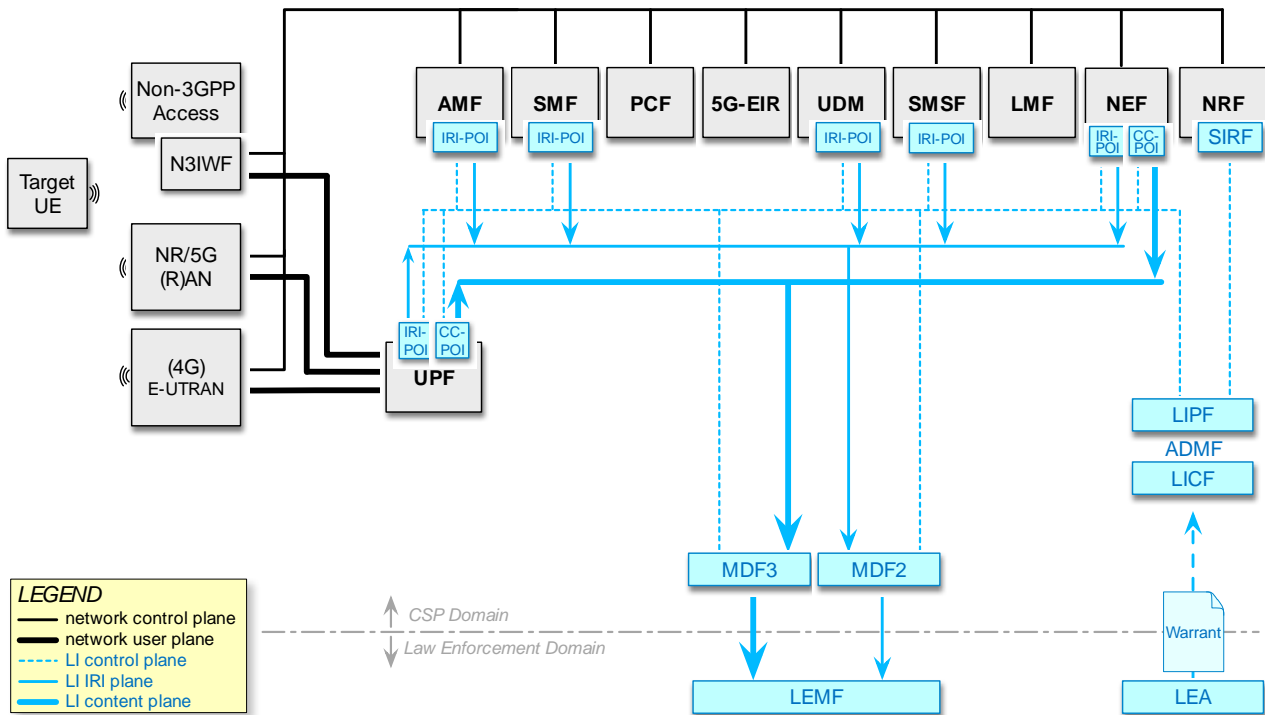 Non-3GPP
Access
N3IWF
Target
UE
NR/5G
(R)AN
(4G)
E-UTRAN
AMF
IRI-POI
SMF
IRI-POI
PCF
5G-EIR
UDM
IRI-POI
SMSF
IRI-POI
LMF
NEF
IRI-
POI
CC-
POI
NRF
SIRF
IRI-
POI
CC-
POI
UPF
LIPF
ADMF
LICF
MDF3
MDF2
CSP Domain
Law Enforcement Domain
Warrant
LEMF
LEA
LEGEND
network control plane
network user plane
LI control plane
LI IRI plane
LI content plane